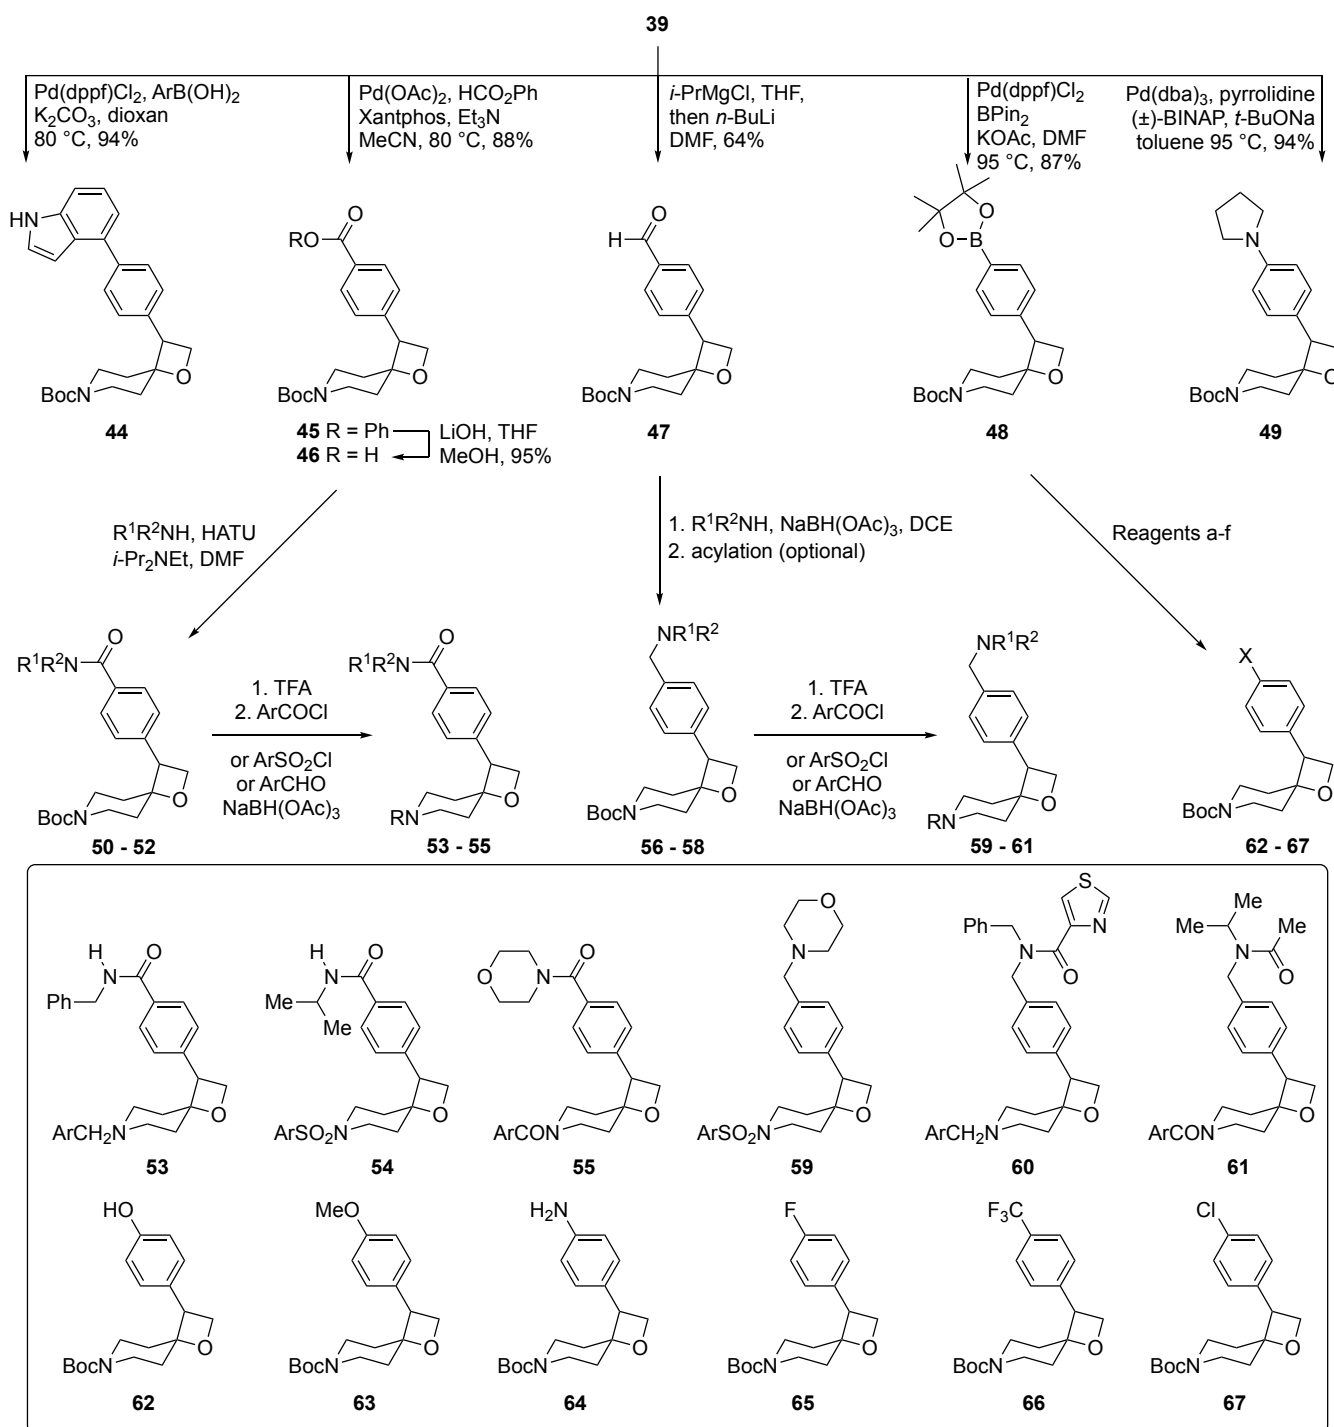 39
Pd(dppf)Cl2, ArB(OH)2
K2CO3, dioxan
80 °C, 94%
Pd(OAc)2, HCO2Ph
Xantphos, Et3N
MeCN, 80 °C, 88%
i-PrMgCl, THF,
then n-BuLi
DMF, 64%
Pd(dppf)Cl2
BPin2
KOAc, DMF
95 °C, 87%
Pd(dba)3, pyrrolidine
(±)-BINAP, t-BuONa
toluene 95 °C, 94%
HN
O
BocN
44
RO
O
O
BocN
45 R = Ph
46 R = H
LiOH, THF
MeOH, 95%
H
O
O
BocN
47
O
O
B
O
BocN
48
N
O
BocN
49
R1R2NH, HATU
i-Pr2NEt, DMF
1. R1R2NH, NaBH(OAc)3, DCE
2. acylation (optional)
Reagents a-f
R1R2N
O
O
BocN
50 - 52
1. TFA
2. ArCOCl
or ArSO2Cl
or ArCHO
NaBH(OAc)3
R1R2N
O
O
RN
53 - 55
NR1R2
O
BocN
56 - 58
1. TFA
2. ArCOCl
or ArSO2Cl
or ArCHO
NaBH(OAc)3
NR1R2
O
RN
59 - 61
X
O
BocN
62 - 67
H
N
O
Ph
O
ArCH2N
53
H
N
O
Me
Me
O
ArSO2N
54
O
N
O
O
ArCON
55
O
N
O
ArSO2N
59
S
N
Ph
N
O
O
ArCH2N
60
Me
Me
N
Me
O
O
ArCON
61
HO
O
BocN
62
MeO
O
BocN
63
H2N
O
BocN
64
F
O
BocN
65
F3C
O
BocN
66
Cl
O
BocN
67